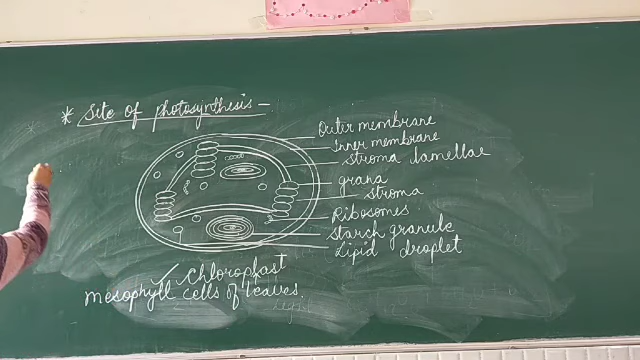 * Site of photosynthesis -
Outer membrane
Inner membrane
stroma lamellae
grana
stroma
Ribosomes
Starch granule
Lipid droplet
✓ Chloroplast
Mesophyll cells of leaves.